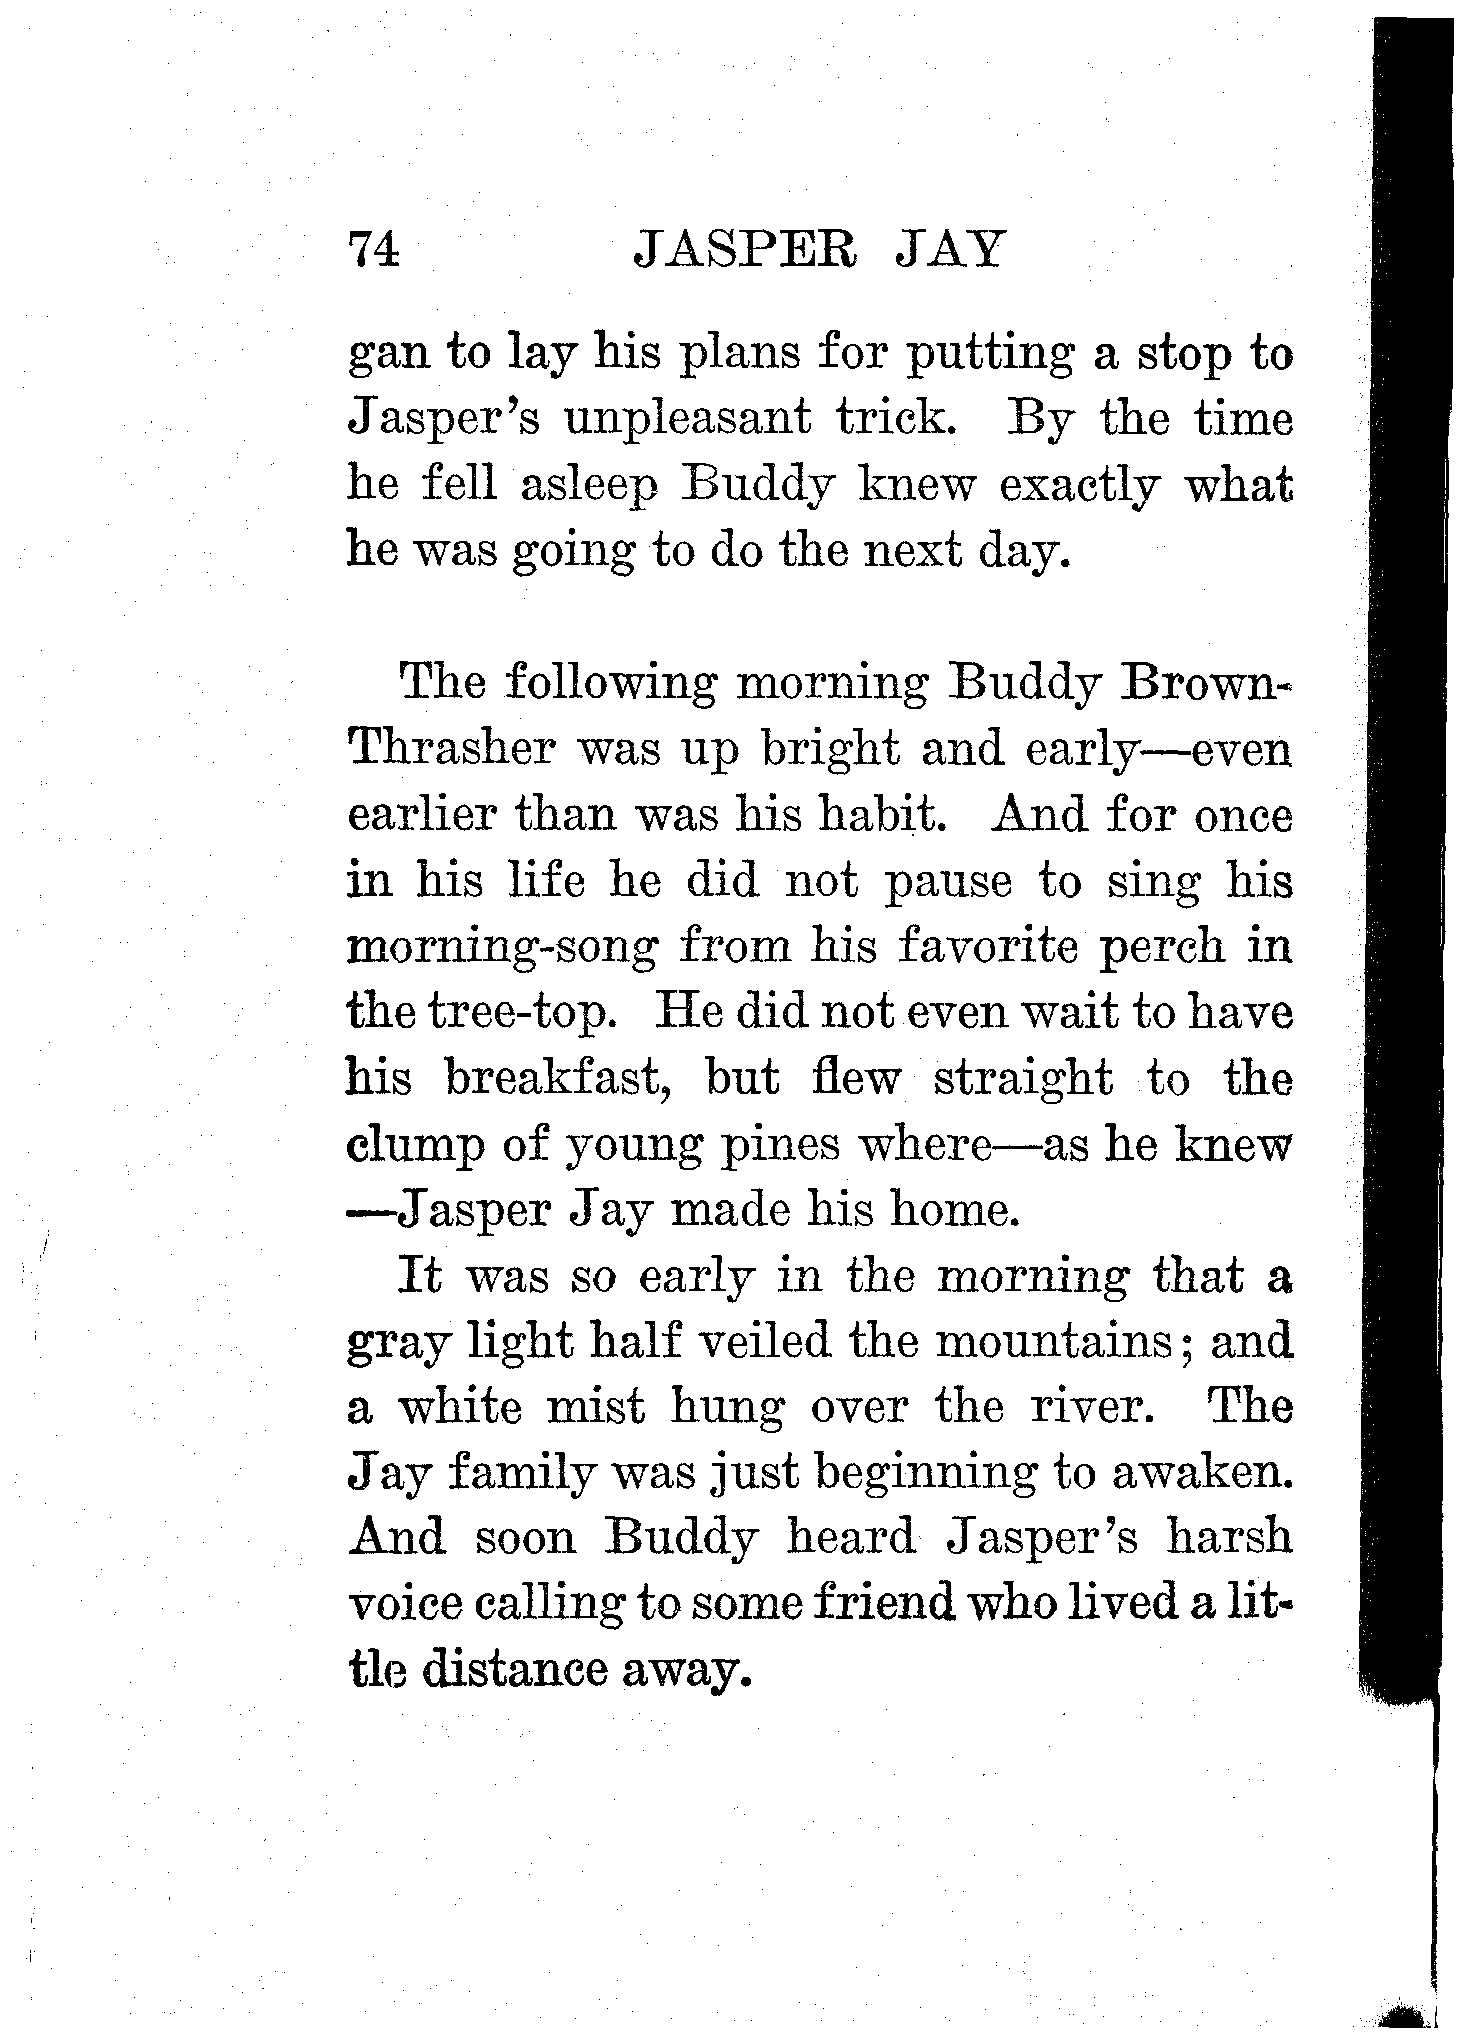 74 JASPER JAY
gan to lay his plans for putting a stop to
Jasper's unpleasant trick. By the time
he fell asleep Buddy knew exactly what
he was going to do the next day.
The following morning Buddy Brown-
Thrasher was up bright and early—even
earlier than was his habit. And for once
in his life he did not pause to sing his
morning-song from his favorite perch in
the tree-top. He did not even wait to have
his breakfast, but flew straight to the
clump of young pines where—as he knew
—Jasper Jay made his home.
It was so early in the morning that a
gray light half veiled the mountains; and
a white mist hung over the river. The
Jay family was just beginning to awaken.
And soon Buddy heard Jasper's harsh
voice calling to some friend who lived a lit-
tle distance away.